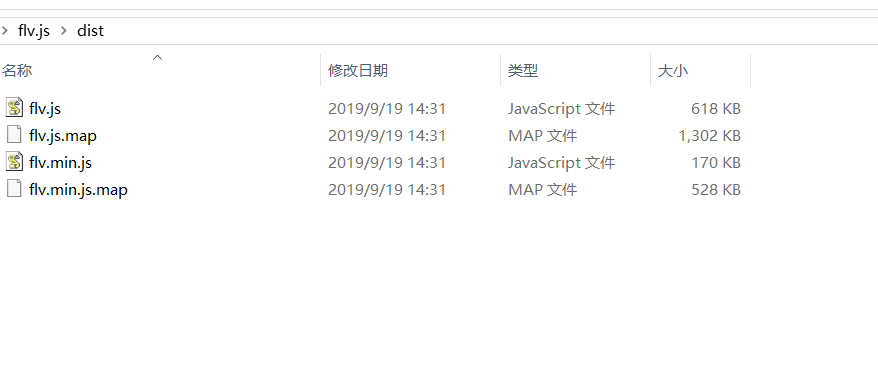 flv.js > dist
名称 修改日期 类型 大小
flv.js 2019/9/19 14:31 JavaScript 文件 618 KB
flv.js.map 2019/9/19 14:31 MAP 文件 1,302 KB
flv.min.js 2019/9/19 14:31 JavaScript 文件 170 KB
flv.min.js.map 2019/9/19 14:31 MAP 文件 528 KB